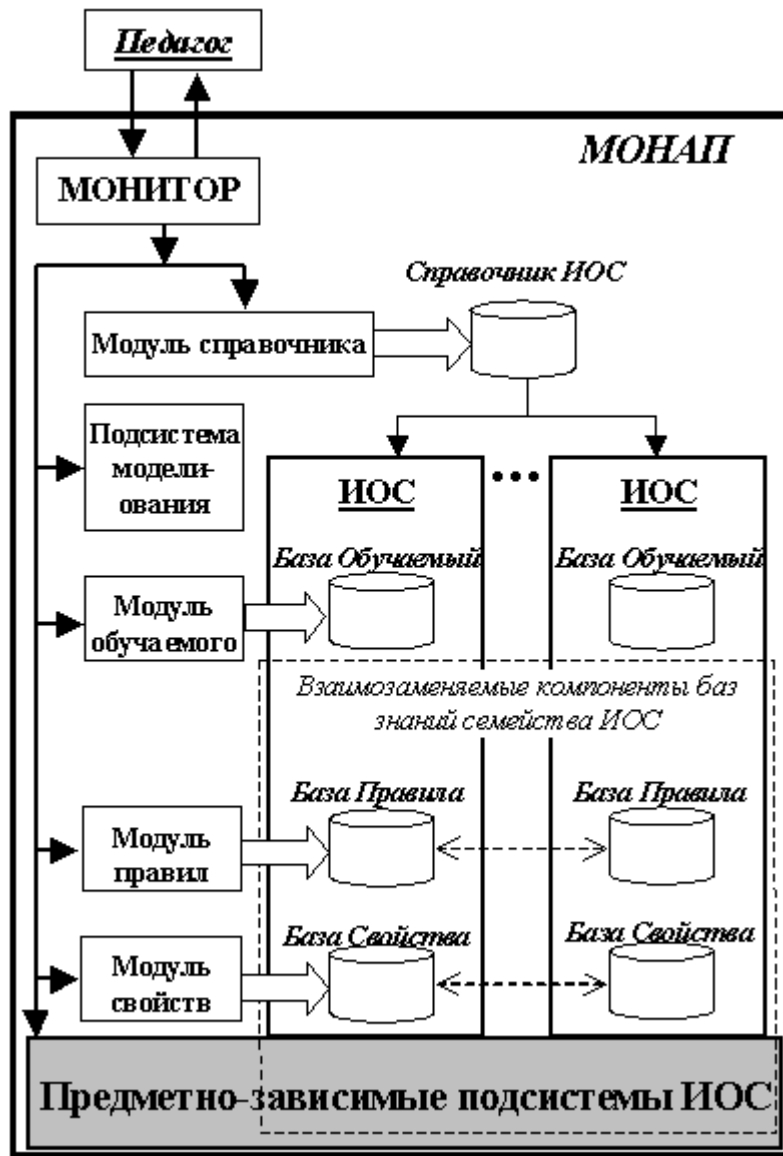 Педагог
МОНАП
МОНИТОР
Справочник ИОС
Модуль справочника
Подсистема
модели-
ования
ИОС
...
ИОС
База Обучаемый
База Обучаемый
Модуль
обучаемого
Взаимозаменяемые компоненты баз
знаний семейства ИОС
База Правила
База Правила
Модуль
правил
База Свойства
База Свойства
Модуль
свойств
Предметно-зависимые подсистемы ИОС